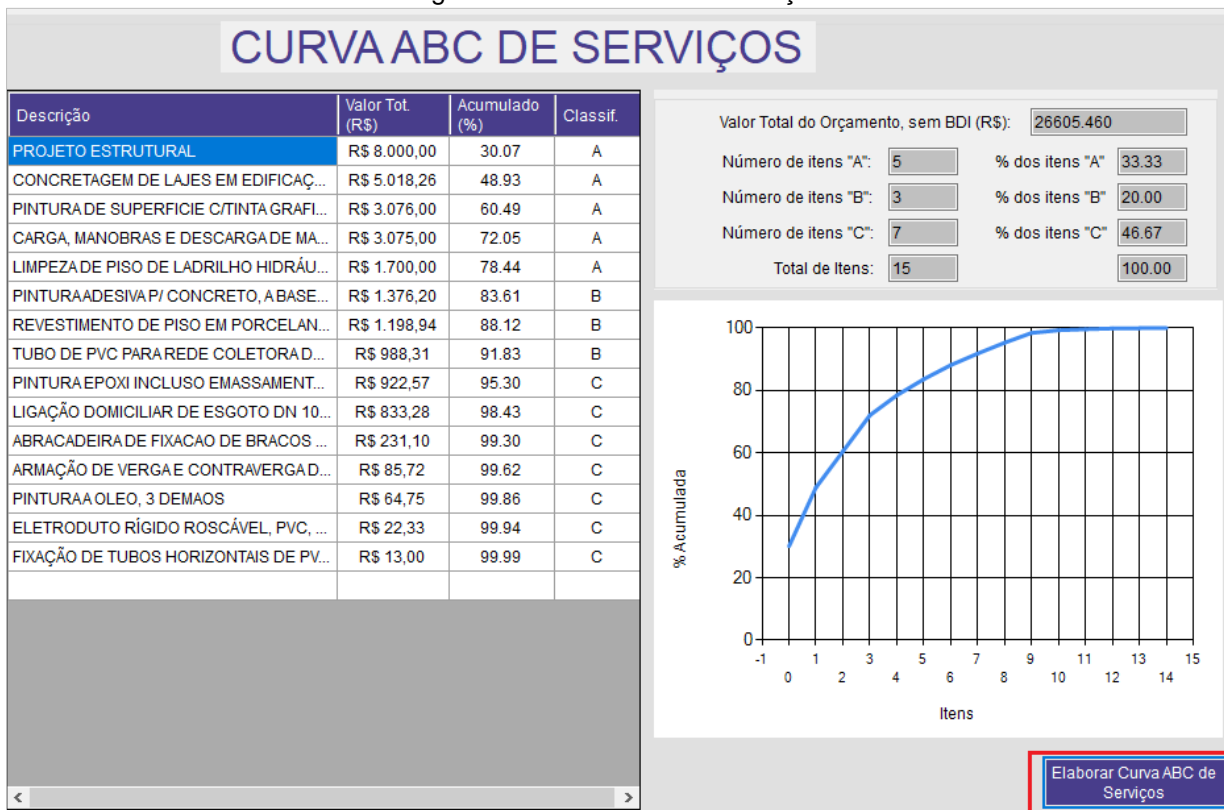 CURVA ABC DE SERVIÇOS
Descrição Valor Tot. (R$) Acumulado (%) Classif.
PROJETO ESTRUTURAL R$ 8.000,00 30.07 A
CONCRETAGEM DE LAJES EM EDIFICAÇ... R$ 5.018,26 48.93 A
PINTURA DE SUPERFICIE C/TINTA GRAFI... R$ 3.076,00 60.49 A
CARGA, MANOBRAS E DESCARGA DE MA... R$ 3.075,00 72.05 A
LIMPEZA DE PISO DE LADRILHO HIDRÁU... R$ 1.700,00 78.44 A
PINTURA ADESIVA P/ CONCRETO, A BASE... R$ 1.376,20 83.61 B
REVESTIMENTO DE PISO EM PORCELAN... R$ 1.198,94 88.12 B
TUBO DE PVC PARA REDE COLETORA D... R$ 988,31 91.83 B
PINTURA EPOXI INCLUSO EMASSAMENT... R$ 922,57 95.30 C
LIGAÇÃO DOMICILIAR DE ESGOTO DN 10... R$ 833,28 98.43 C
ABRACADEIRA DE FIXACAO DE BRACOS ... R$ 231,10 99.30 C
ARMAÇÃO DE VERGA E CONTRAVERGA D... R$ 85,72 99.62 C
PINTURA A OLEO, 3 DEMAOS R$ 64,75 99.86 C
ELETRODUTO RÍGIDO ROSCÁVEL, PVC, ... R$ 22,33 99.94 C
FIXAÇÃO DE TUBOS HORIZONTAIS DE PV... R$ 13,00 99.99 C
Valor Total do Orçamento, sem BDI (R$): 26605.460
Número de itens "A": 5 % dos itens "A" 33.33
Número de itens "B": 3 % dos itens "B" 20.00
Número de itens "C": 7 % dos itens "C" 46.67
Total de Itens: 15 100.00
% Acumulada
100
80
60
40
20
0
-1 1 3 5 7 9 11 13 15
0 2 4 6 8 10 12 14
Itens
Elaborar Curva ABC de
Serviços